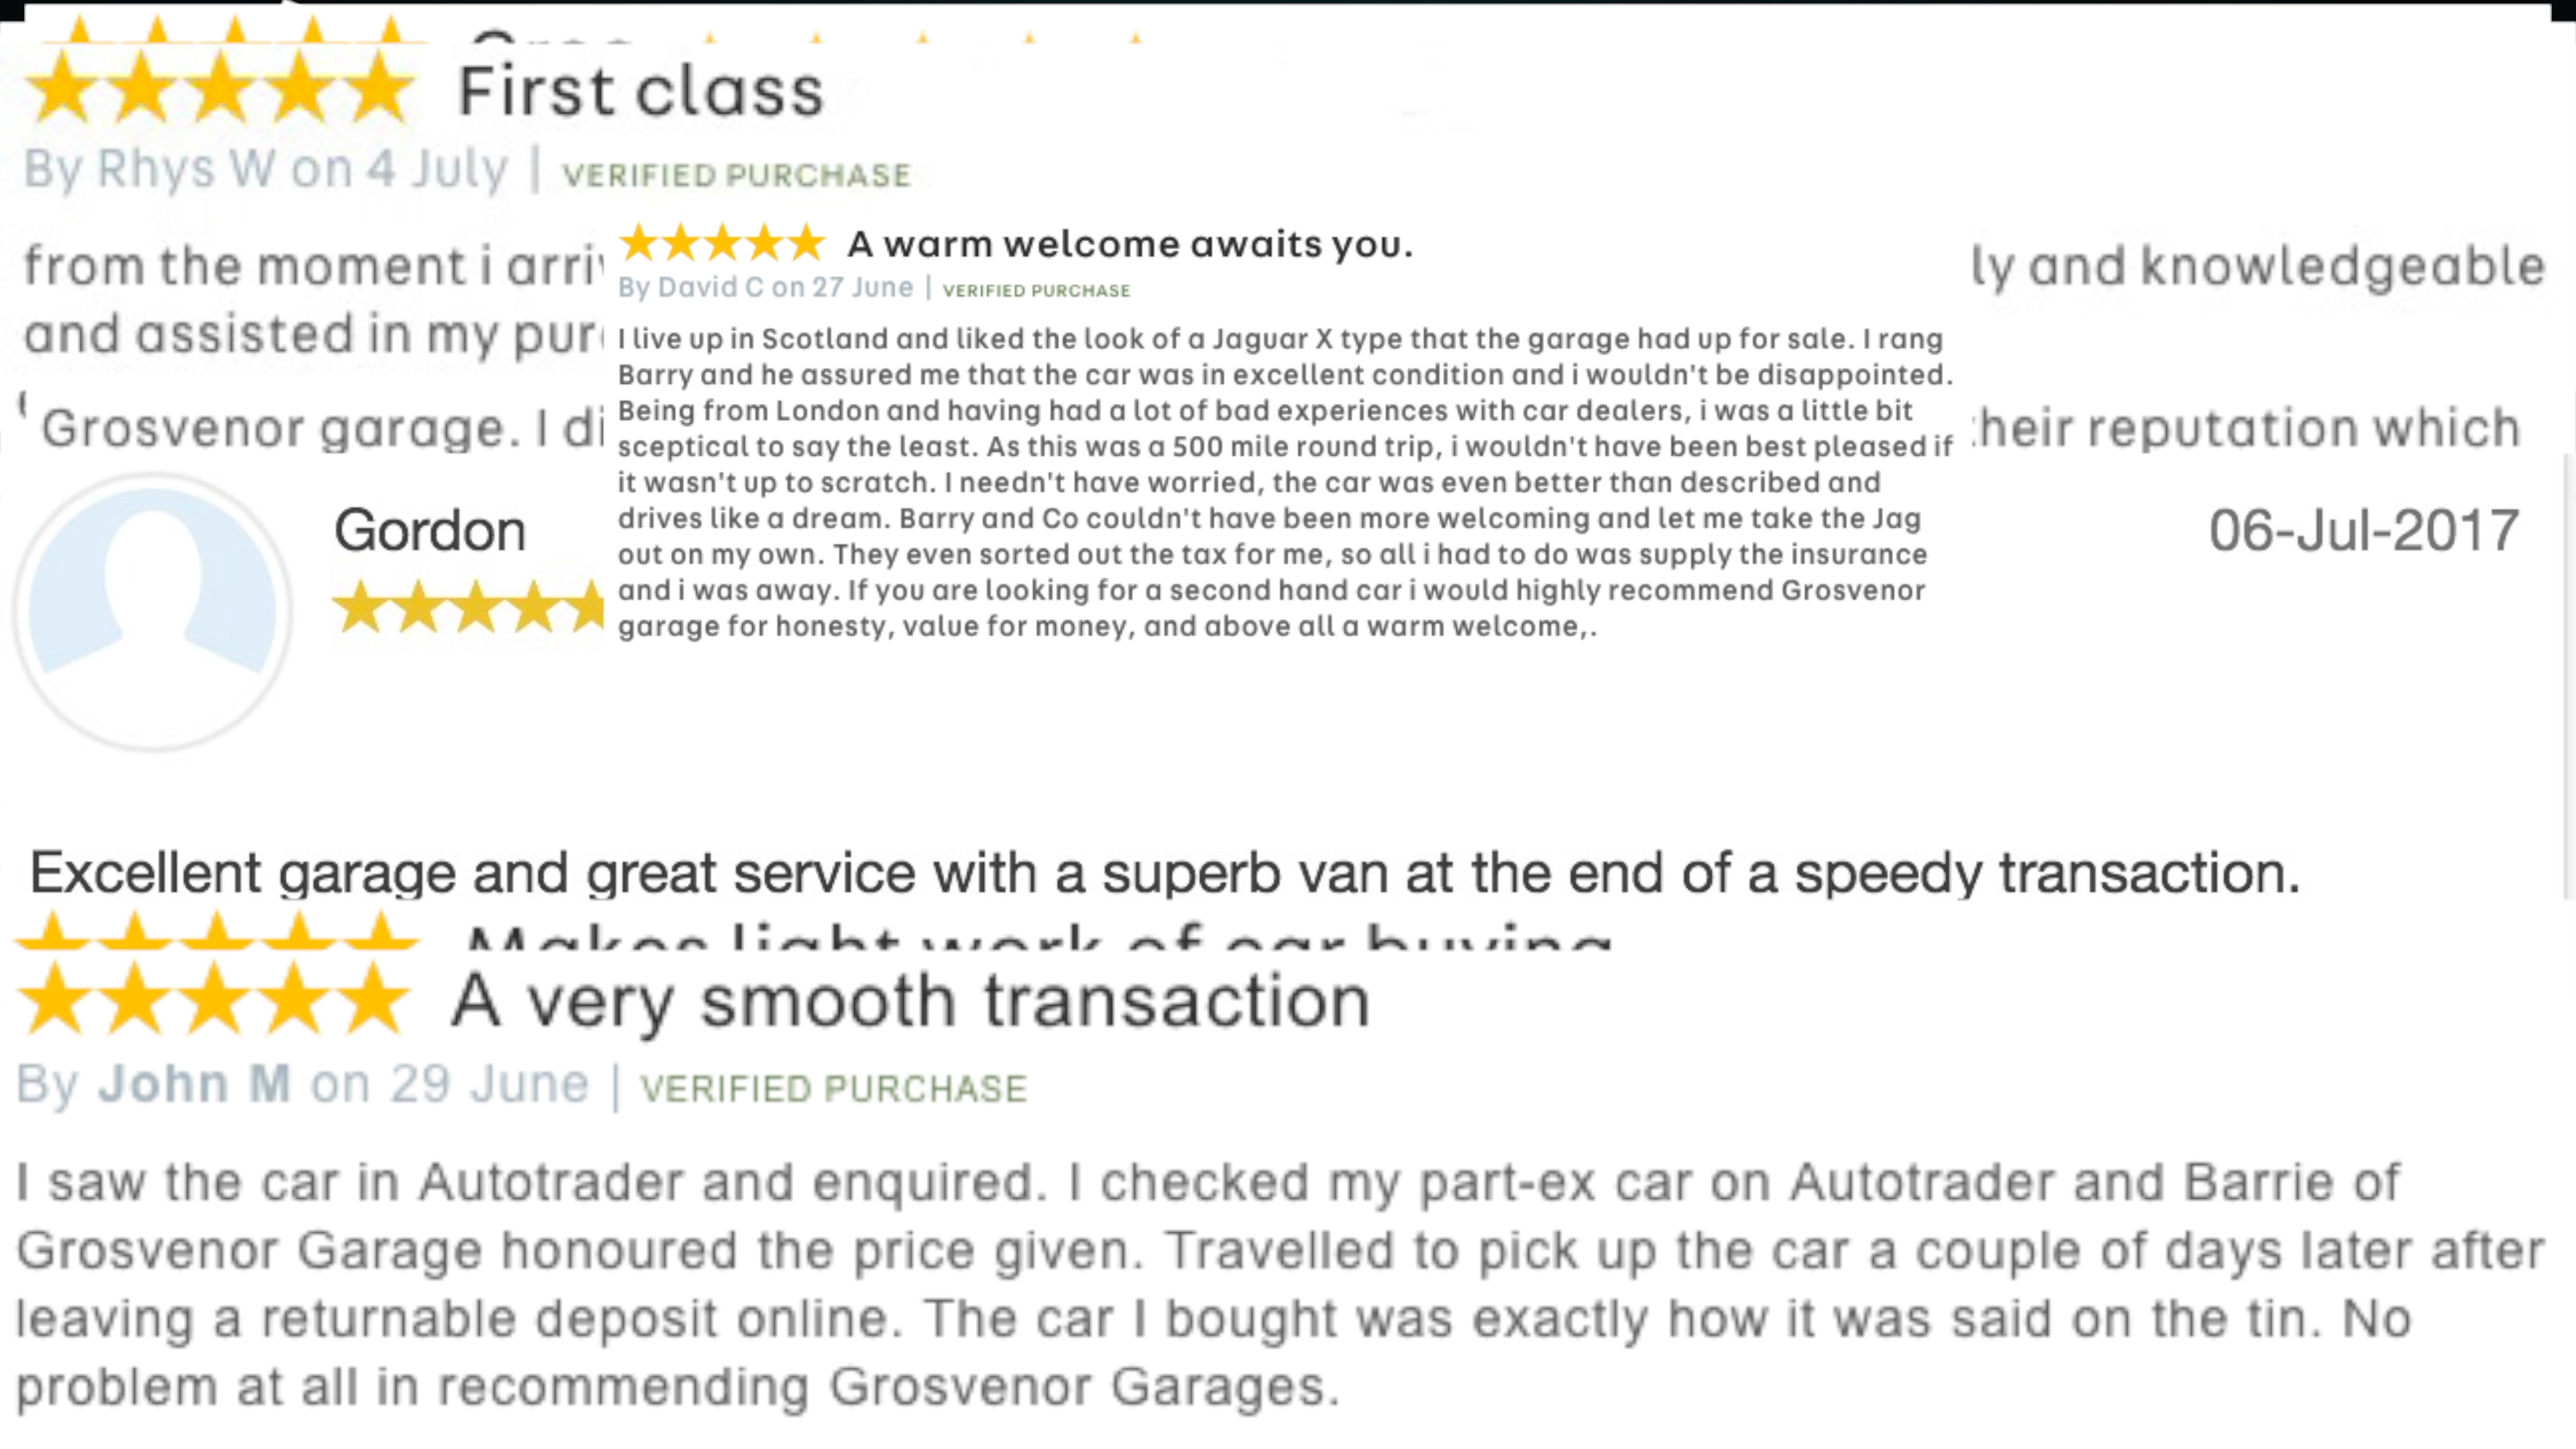 First class
By Rhys W on 4 July | VERIFIED PURCHASE
from the moment i
ly and knowledgeable
and assisted in my
Grosvenor garage. I
reputation which
A warm welcome awaits you.
By David C on 27 June | VERIFIED PURCHASE
I live up in Scotland and liked the look of a Jaguar X type that the garage had up for sale. I rang
Barry and he assured me that the car was in excellent condition and i wouldn't be disappointed.
Being from London and having had a lot of bad experiences with car dealers, i was a little bit
sceptical to say the least. As this was a 500 mile round trip, i wouldn't have been best pleased if
it wasn't up to scratch. I needn't have worried, the car was even better than described and
drives like a dream. Barry and Co couldn't have been more welcoming and let me take the Jag
out on my own. They even sorted out the tax for me, so all i had to do was supply the insurance
and i was away. If you are looking for a second hand car i would highly recommend Grosvenor
garage for honesty, value for money, and above all a warm welcome,.
Gordon
06-Jul-2017
Excellent garage and great service with a superb van at the end of a speedy transaction.
Makes light work of car buying
A very smooth transaction
By John M on 29 June | VERIFIED PURCHASE
I saw the car in Autotrader and enquired. I checked my part-ex car on Autotrader and Barrie of
Grosvenor Garage honoured the price given. Travelled to pick up the car a couple of days later after
leaving a returnable deposit online. The car I bought was exactly how it was said on the tin. No
problem at all in recommending Grosvenor Garages.